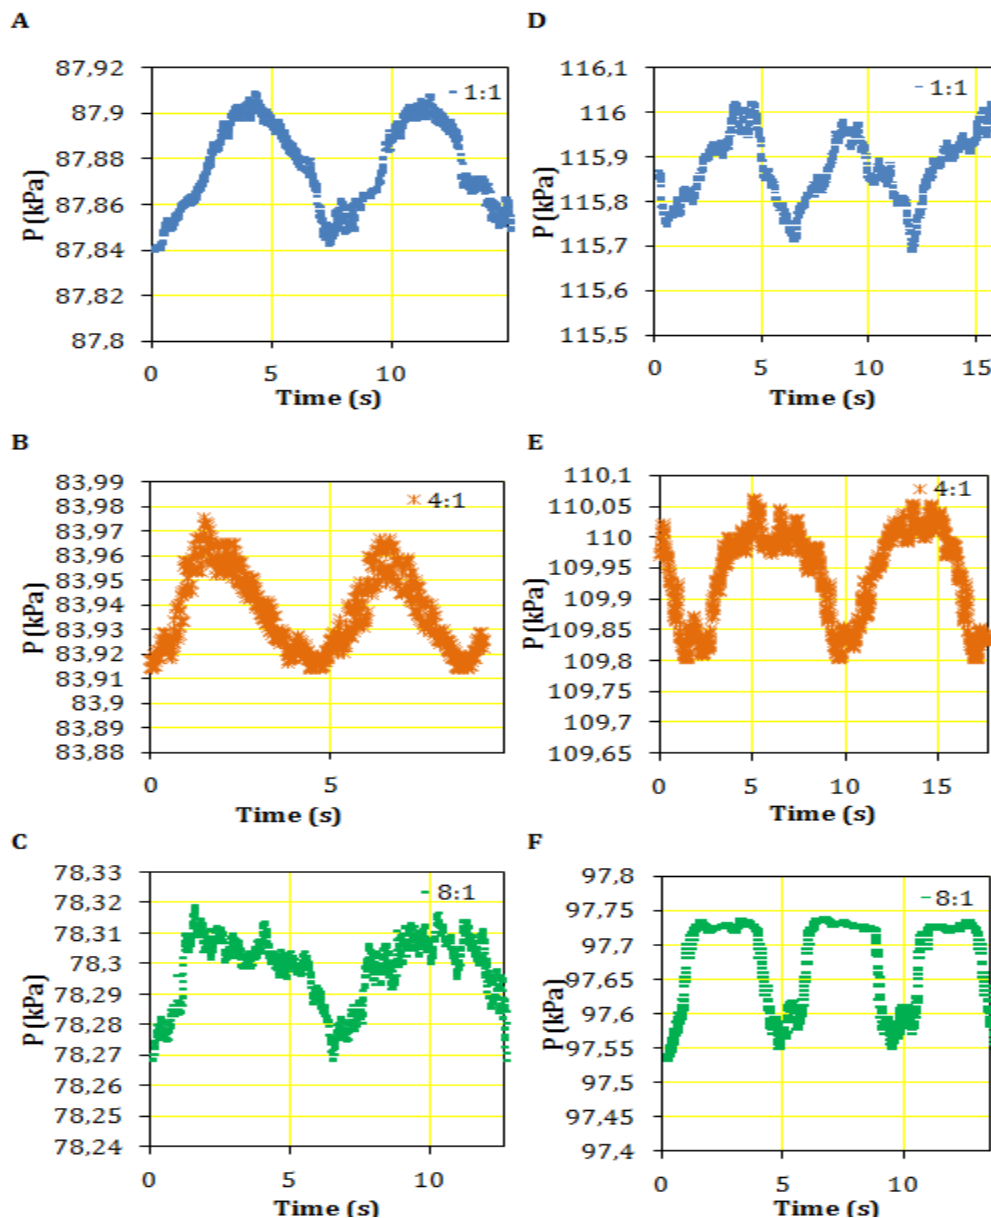 A
87,92
87,9
87,88
87,86
87,84
87,82
87,8
P (kPa)
1:1
0 5 10
Time (s)
D
116,1
116
115,9
115,8
115,7
115,6
115,5
P (kPa)
1:1
0 5 10 15
Time (s)
B
83,99
83,98
83,97
83,96
83,95
83,94
83,93
83,92
83,91
83,9
83,89
83,88
P (kPa)
4:1
0 5
Time (s)
E
110,1
110,05
110
109,95
109,9
109,85
109,8
109,75
109,7
109,65
P (kPa)
4:1
0 5 10 15
Time (s)
C
78,33
78,32
78,31
78,3
78,29
78,28
78,27
78,26
78,25
78,24
P (kPa)
8:1
0 5 10
Time (s)
F
97,8
97,75
97,7
97,65
97,6
97,55
97,5
97,45
97,4
P (kPa)
8:1
0 5 10
Time (s)